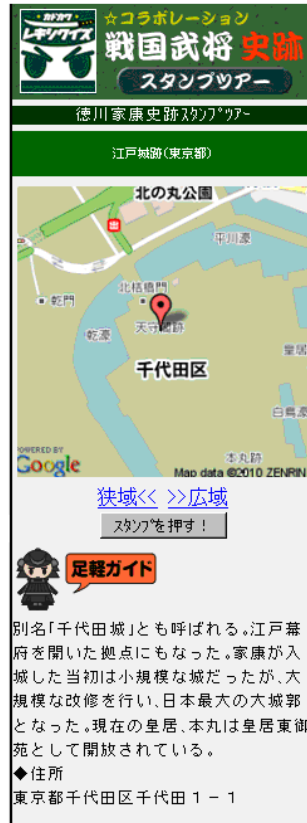 カドカワ
レキシクイズ
☆コラボレーション
戦国武将 史跡
スタンプツアー
徳川家康史跡ｽﾀﾝﾌﾟﾂｱｰ
江戸城跡(東京都)
北の丸公園
出
平川濠
北桔橋門
乾門
天守閣跡
乾濠
皇居
千代田区
白鳥濠
本丸跡
POWERED BY
Google
Map data ©2010 ZENRIN
狭域<< >>広域
ｽﾀﾝﾌﾟを押す！
足軽ガイド
別名｢千代田城｣とも呼ばれる｡江戸幕
府を開いた拠点にもなった｡家康が入
城した当初は小規模な城だったが､大
規模な改修を行い､日本最大の大城郭
となった｡現在の皇居､本丸は皇居東御
苑として開放されている｡
◆住所
東京都千代田区千代田１－１